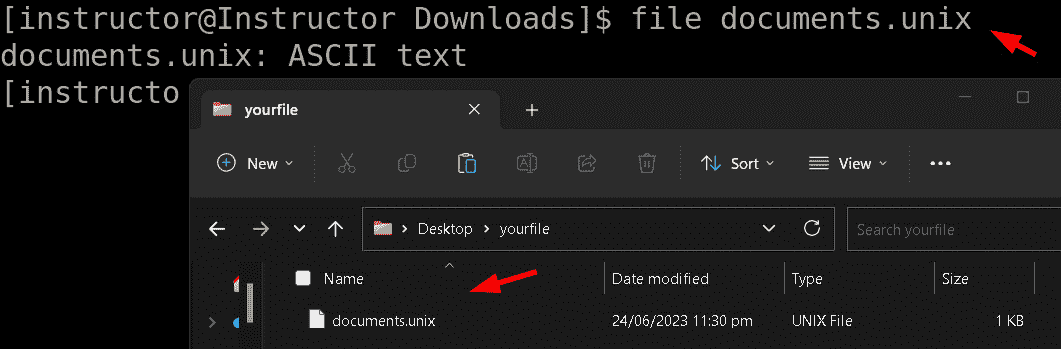 [instructor@Instructor Downloads]$ file documents.unix
documents.unix: ASCII text
[instructo
yourfile
New Sort View
Desktop yourfile Search yourfile
Name Date modified Type Size
documents.unix 24/06/2023 11:30 pm UNIX File 1 KB